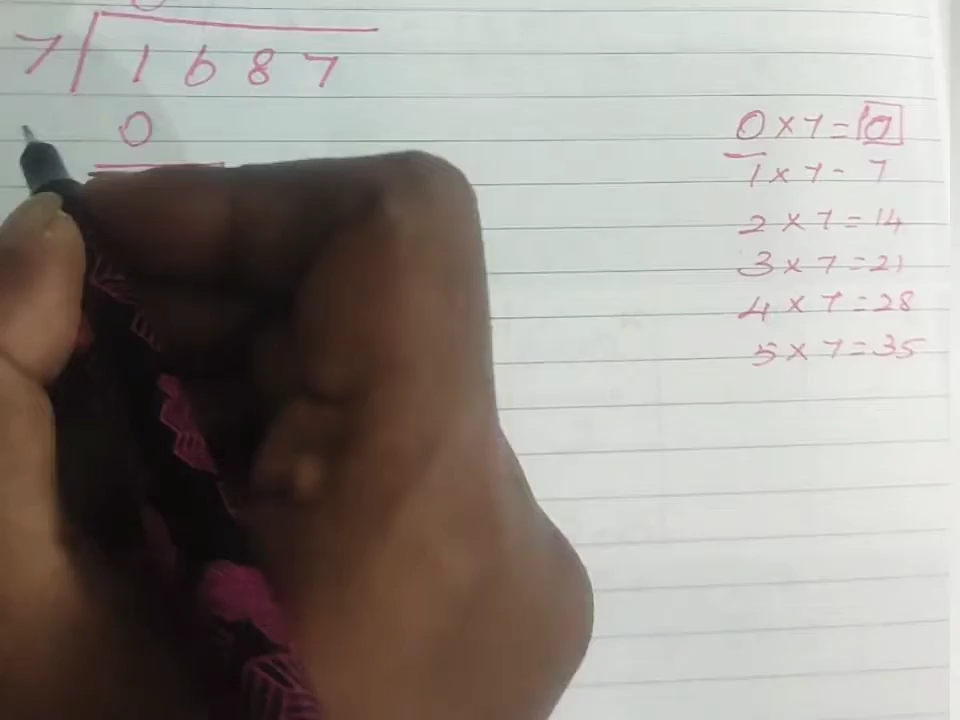 7 1687
0
0 x 7 = 0
1 x 7 - 7
2 x 7 = 14
3 x 7 = 21
4 x 7 = 28
5 x 7 = 35